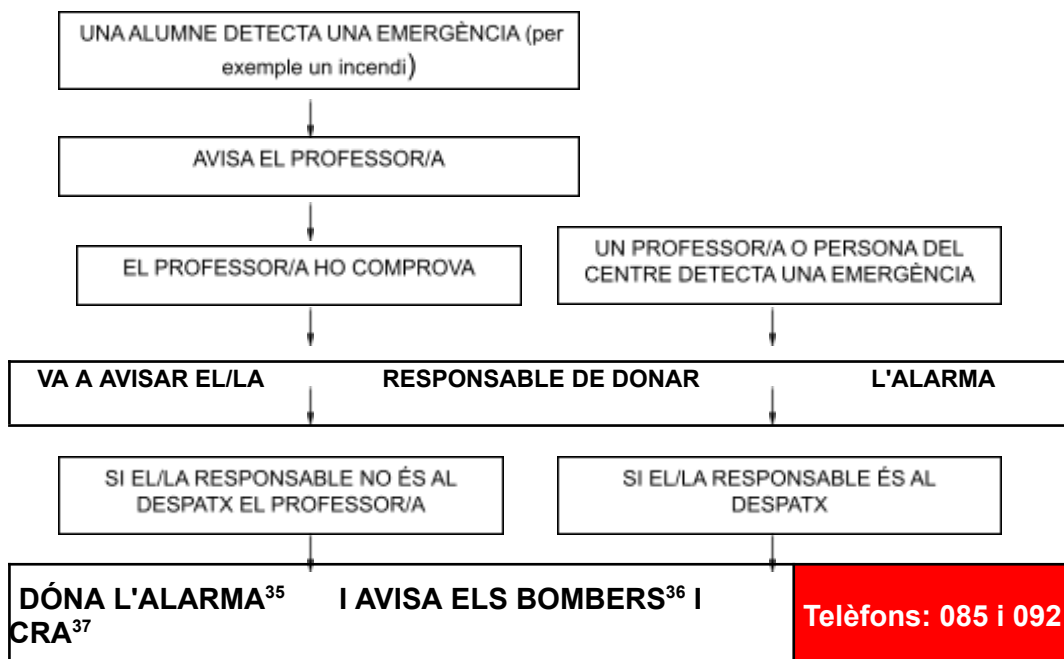 UNA ALUMNE DETECTA UNA EMERGÈNCIA (per
exemple un incendi)
AVISA EL PROFESSOR/A
EL PROFESSOR/A HO COMPROVA
UN PROFESSOR/A O PERSONA DEL
CENTRE DETECTA UNA EMERGÈNCIA
VA A AVISAR EL/LA RESPONSABLE DE DONAR L'ALARMA
SI EL/LA RESPONSABLE NO ÉS AL
DESPATX EL PROFESSOR/A
SI EL/LA RESPONSABLE ÉS AL
DESPATX
DÓNA L'ALARMA³⁵ I AVISA ELS BOMBERS³⁶ I
CRA³⁷
Telèfons: 085 i 092